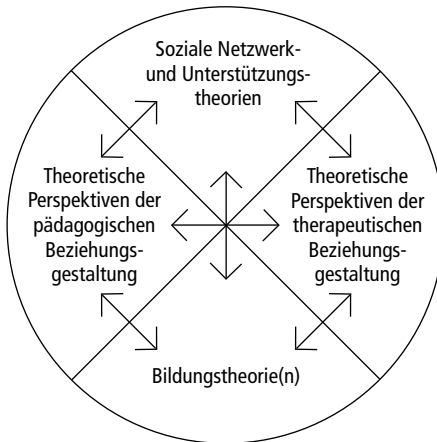 Soziale Netzwerk-
und Unterstützungs-
theorien
Theoretische
Perspektiven der
pädagogischen
Beziehungs-
gestaltung
Theoretische
Perspektiven der
therapeutischen
Beziehungs-
gestaltung
Bildungstheorie(n)